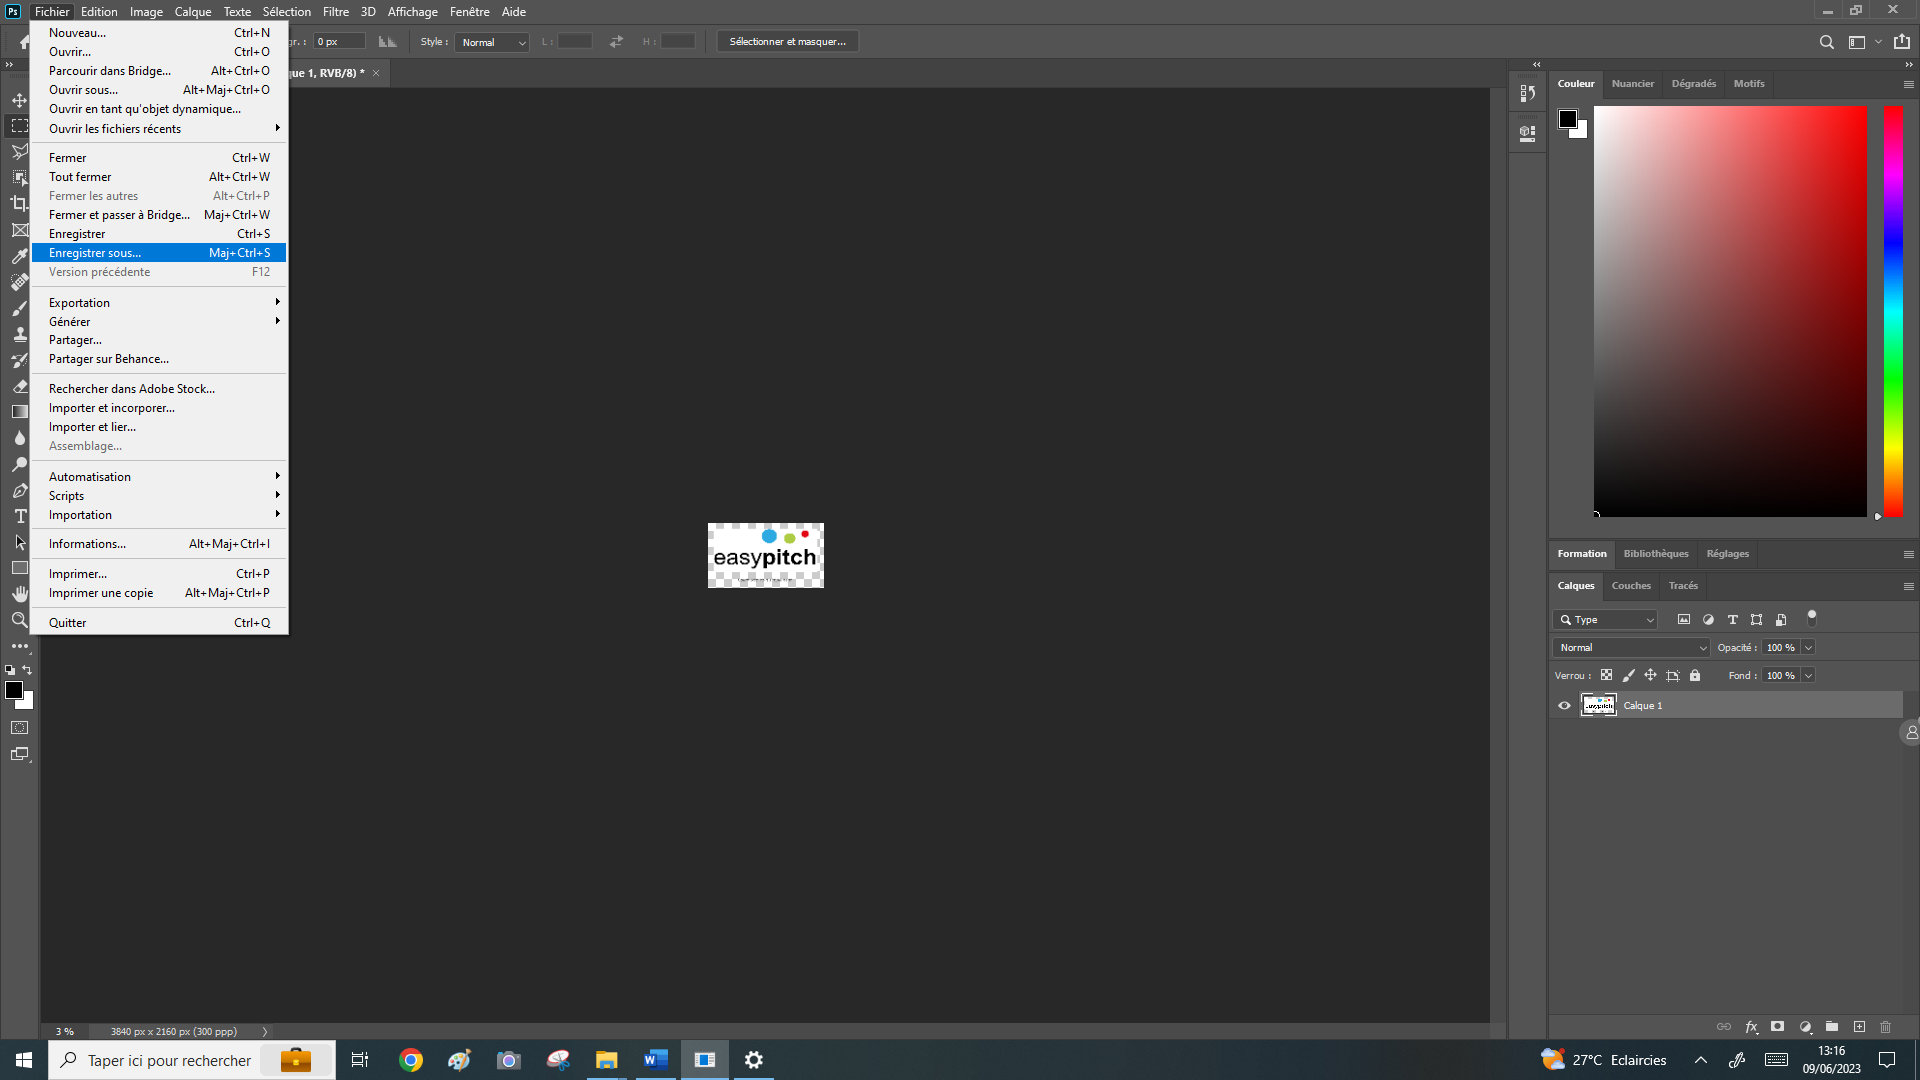 Ps Fichier Edition Image Calque Texte Sélection Filtre 3D Affichage Fenêtre Aide
gr. : 0 px Style : Normal L : H : Sélectionner et masquer...
que 1, RVB/8) * ×
Nouveau... Ctrl+N
Ouvrir... Ctrl+O
Parcourir dans Bridge... Alt+Ctrl+O
Ouvrir sous... Alt+Maj+Ctrl+O
Ouvrir en tant qu'objet dynamique...
Ouvrir les fichiers récents
Fermer Ctrl+W
Tout fermer Alt+Ctrl+W
Fermer les autres Alt+Ctrl+P
Fermer et passer à Bridge... Maj+Ctrl+W
Enregistrer Ctrl+S
Enregistrer sous... Maj+Ctrl+S
Version précédente F12
Exportation
Générer
Partager...
Partager sur Behance...
Rechercher dans Adobe Stock...
Importer et incorporer...
Importer et lier...
Assemblage...
Automatisation
Scripts
Importation
Informations... Alt+Maj+Ctrl+I
Imprimer... Ctrl+P
Imprimer une copie Alt+Maj+Ctrl+P
Quitter Ctrl+Q
easypitch
Couleur Nuancier Dégradés Motifs
Formation Bibliothèques Réglages
Calques Couches Tracés
Type
Normal Opacité : 100 %
Verrou : Fond : 100 %
Calque 1
3 % 3840 px x 2160 px (300 ppp)
Taper ici pour rechercher
27°C Eclaircies
13:16
09/06/2023